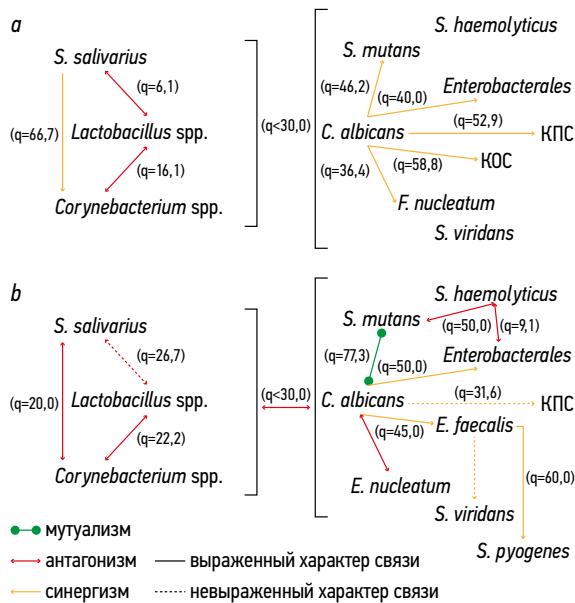 a
S. haemolyticus
S. salivarius
S. mutans
(q=6,1)
(q=46,2)
(q=40,0)
Enterobacterales
(q=66,7)
Lactobacillus spp.
(q<30,0)
C. albicans
(q=52,9)
КПС
(q=16,1)
(q=36,4)
(q=58,8)
КОС
Corynebacterium spp.
F. nucleatum
S. viridans
b
S. haemolyticus
S. salivarius
S. mutans
(q=50,0)
(q=9,1)
(q=26,7)
(q=77,3)
(q=50,0)
Enterobacterales
(q=20,0)
Lactobacillus spp.
(q<30,0)
C. albicans
(q=31,6)
КПС
(q=22,2)
(q=45,0)
E. faecalis
Corynebacterium spp.
E. nucleatum
(q=60,0)
S. viridans
мутуализм
S. pyogenes
антагонизм
выраженный характер связи
синергизм
невыраженный характер связи